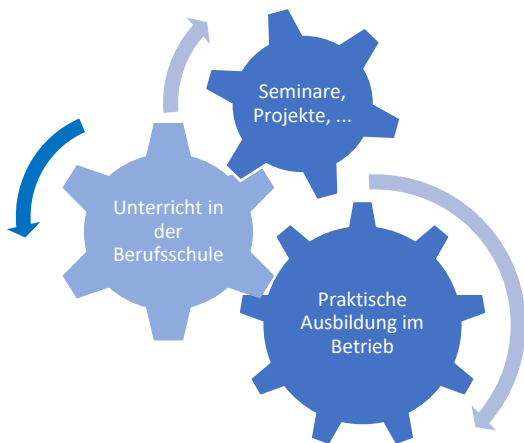 Seminare,
Projekte, ...
Unterricht in
der
Berufsschule
Praktische
Ausbildung im
Betrieb